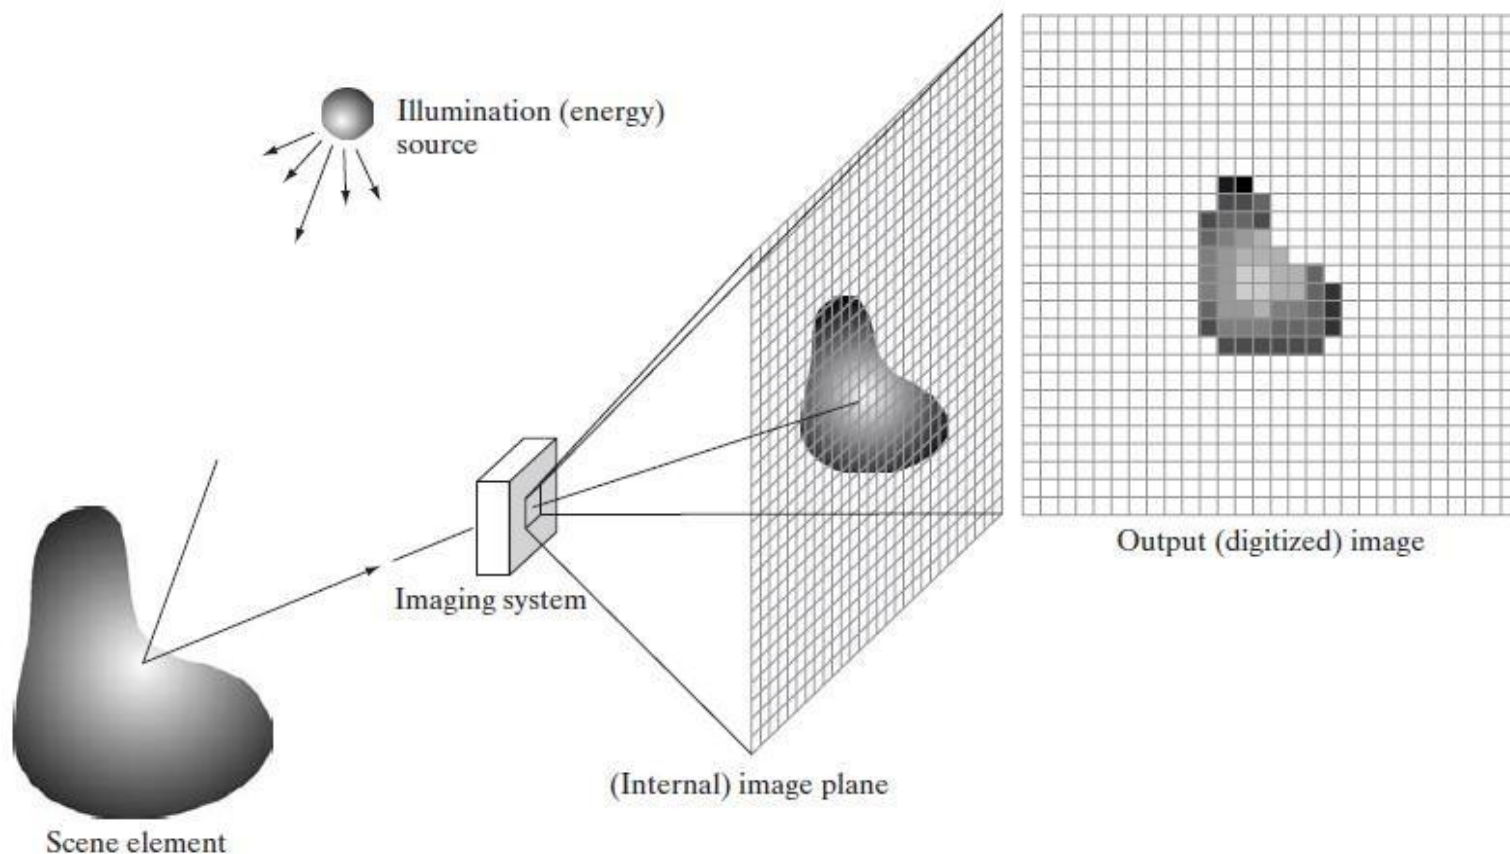 Illumination (energy)
source
Output (digitized) image
Imaging system
(Internal) image plane
Scene element